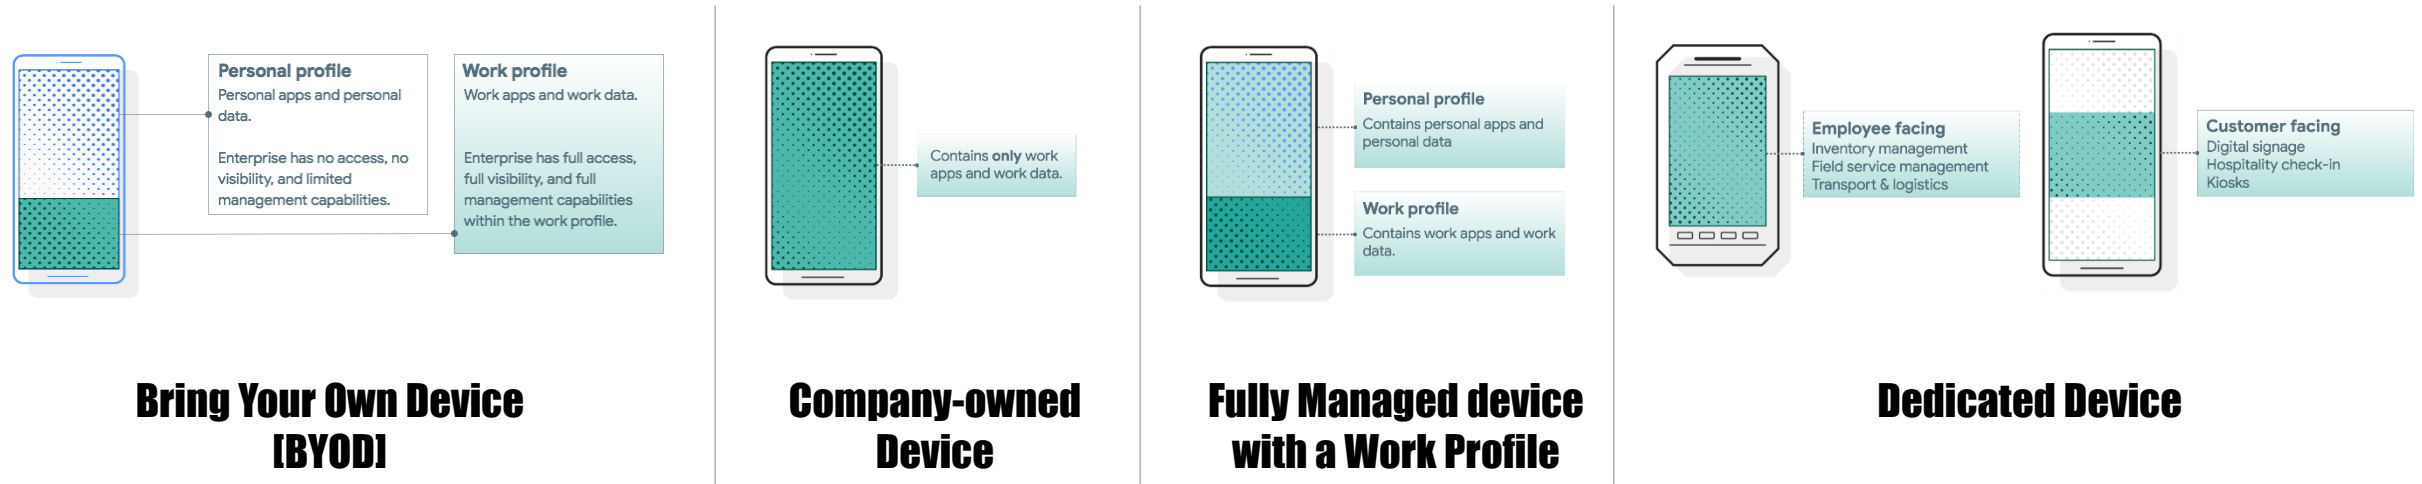 Personal profile
Personal apps and personal
data.
Enterprise has no access, no
visibility, and limited
management capabilities.
Work profile
Work apps and work data.
Enterprise has full access,
full visibility, and full
management capabilities
within the work profile.
Bring Your Own Device
[BYOD]
Contains only work
apps and work data.
Company-owned
Device
Personal profile
Contains personal apps and
personal data
Work profile
Contains work apps and work
data.
Fully Managed device
with a Work Profile
Employee facing
Inventory management
Field service management
Transport & logistics
Customer facing
Digital signage
Hospitality check-in
Kiosks
Dedicated Device